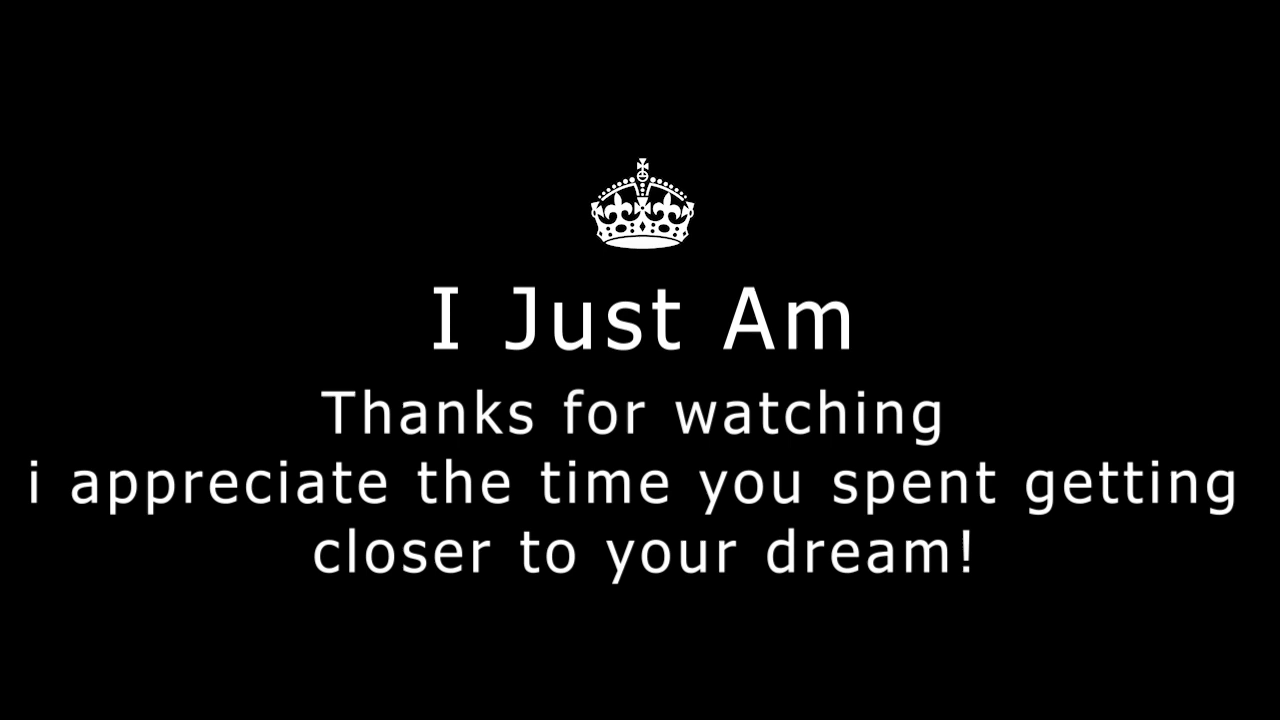 I Just Am
Thanks for watching
i appreciate the time you spent getting
closer to your dream!